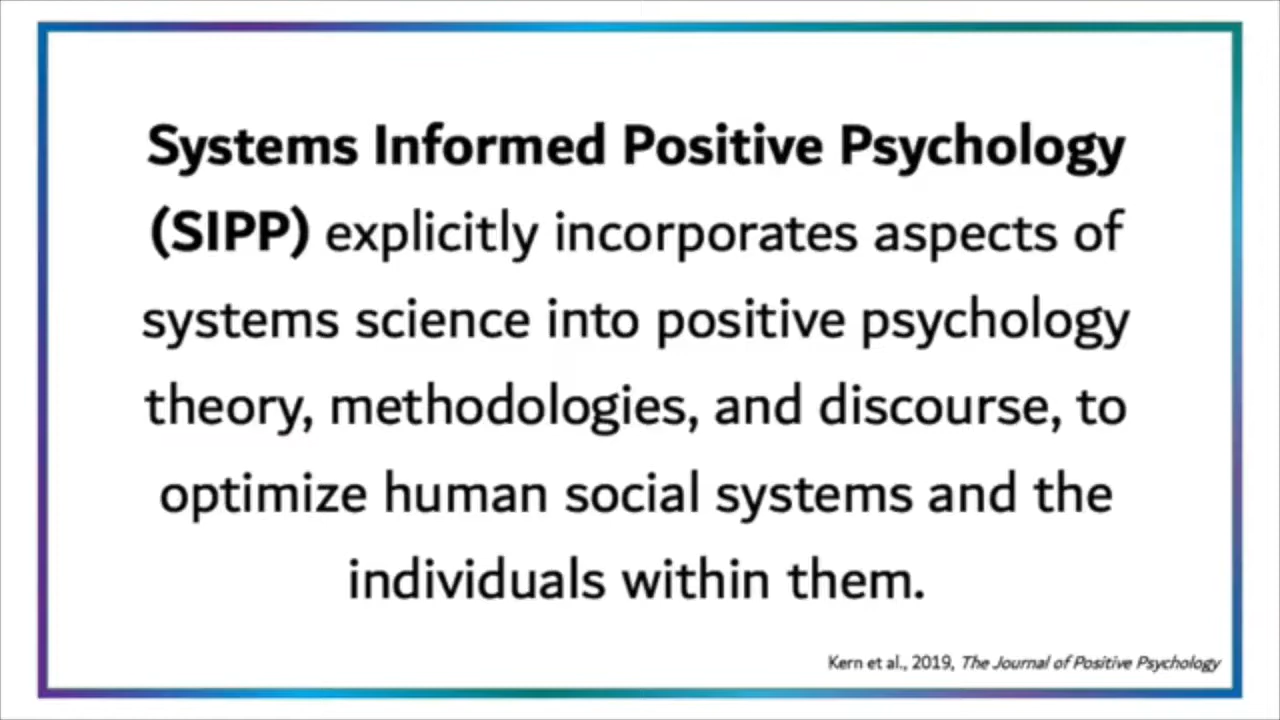 Systems Informed Positive Psychology
(SIPP) explicitly incorporates aspects of
systems science into positive psychology
theory, methodologies, and discourse, to
optimize human social systems and the
individuals within them.
Kern et al., 2019, The Journal of Positive Psychology